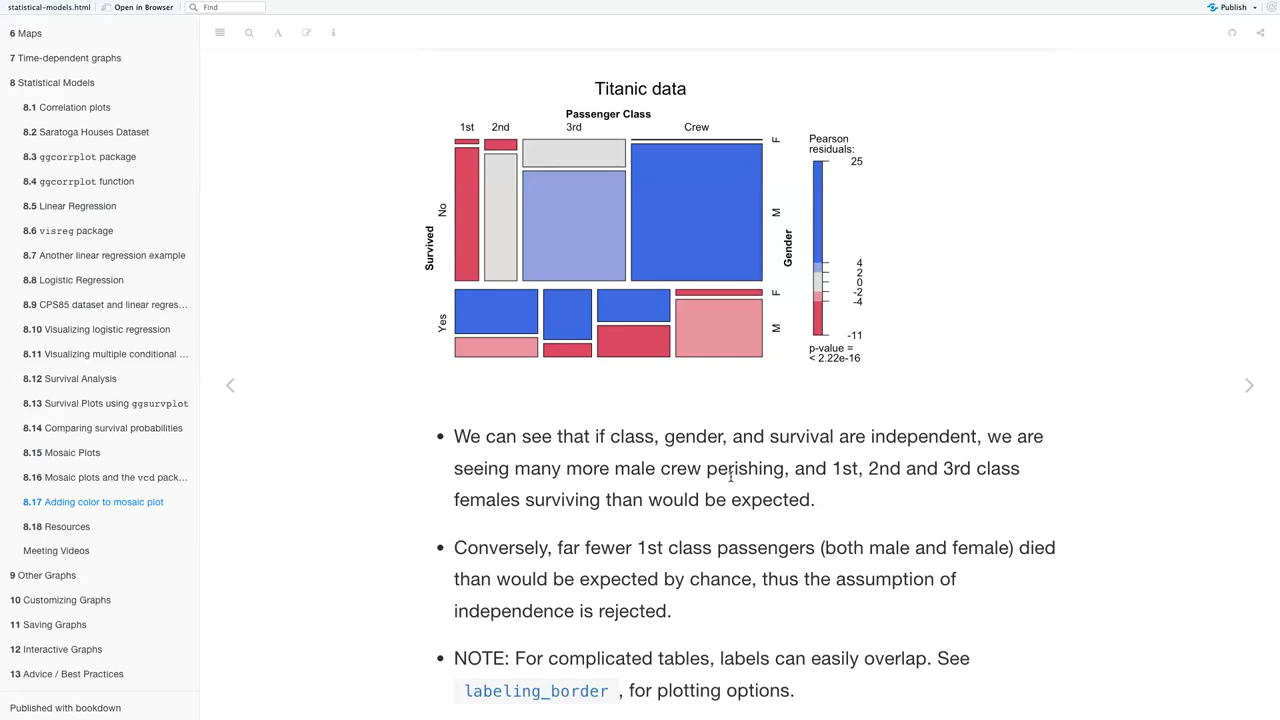 statistical-models.html
Open in Browser
Find
Publish
6 Maps
7 Time-dependent graphs
8 Statistical Models
8.1 Correlation plots
8.2 Saratoga Houses Dataset
8.3 ggcorrplot package
8.4 ggcorrplot function
8.5 Linear Regression
8.6 visreg package
8.7 Another linear regression example
8.8 Logistic Regression
8.9 CPS85 dataset and linear regres...
8.10 Visualizing logistic regression
8.11 Visualizing multiple conditional ...
8.12 Survival Analysis
8.13 Survival Plots using ggsurvplot
8.14 Comparing survival probabilities
8.15 Mosaic Plots
8.16 Mosaic plots and the vcd pack...
8.17 Adding color to mosaic plot
8.18 Resources
Meeting Videos
9 Other Graphs
10 Customizing Graphs
11 Saving Graphs
12 Interactive Graphs
13 Advice / Best Practices
Published with bookdown
Titanic data
Passenger Class
1st 2nd 3rd Crew
Survived
No
Yes
F
M
F
M
Gender
Pearson
residuals:
25
4
2
0
-2
-4
-11
p-value =
< 2.22e-16
• We can see that if class, gender, and survival are independent, we are
seeing many more male crew perishing, and 1st, 2nd and 3rd class
females surviving than would be expected.
• Conversely, far fewer 1st class passengers (both male and female) died
than would be expected by chance, thus the assumption of
independence is rejected.
• NOTE: For complicated tables, labels can easily overlap. See
labeling_border , for plotting options.